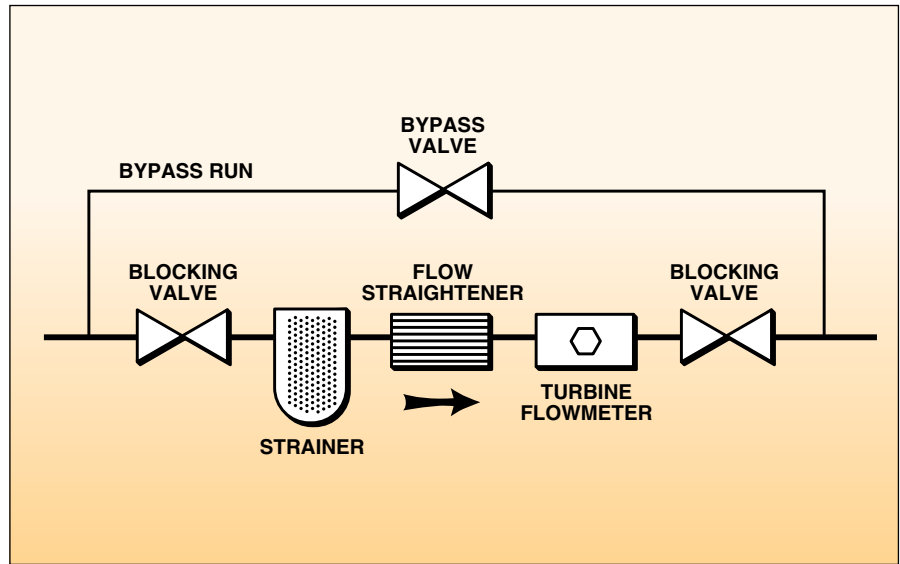 BYPASS
VALVE
BYPASS RUN
BLOCKING
VALVE
FLOW
STRAIGHTENER
BLOCKING
VALVE
TURBINE
FLOWMETER
STRAINER